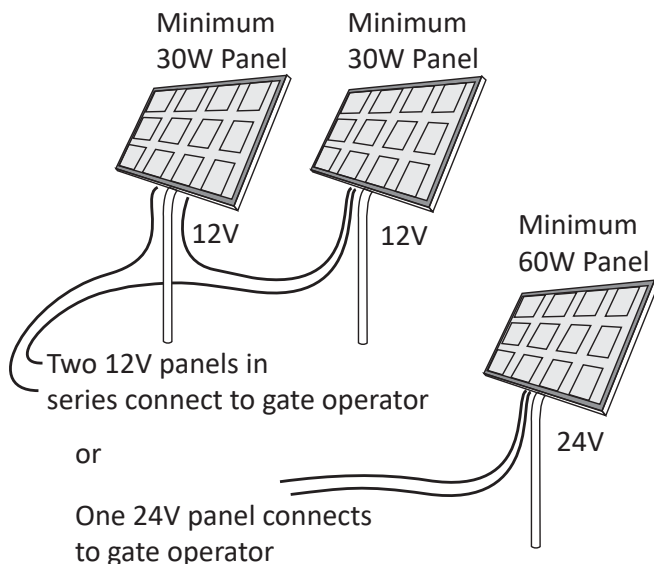 Minimum
30W Panel
Minimum
30W Panel
12V
12V
Minimum
60W Panel
Two 12V panels in
series connect to gate operator
24V
or
One 24V panel connects
to gate operator